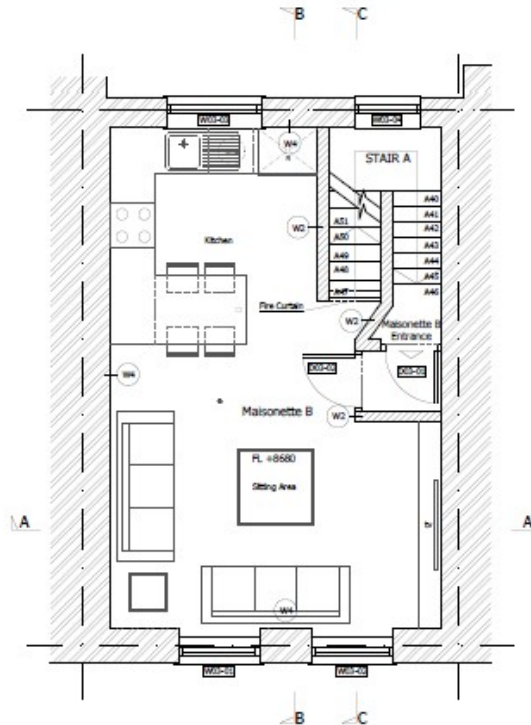 B
C
W03-03
W03-04
W4
STAIR A
A40
A41
A42
A43
A44
A45
A46
A51
A50
A49
A48
A47
W2
Kitchen
Fire Curtain
W2
Maisonette B
Entrance
D03-01
W4
Maisonette B
W2
FL +8680
Sitting Area
A
A
W4
W03-01
W03-02
B
C